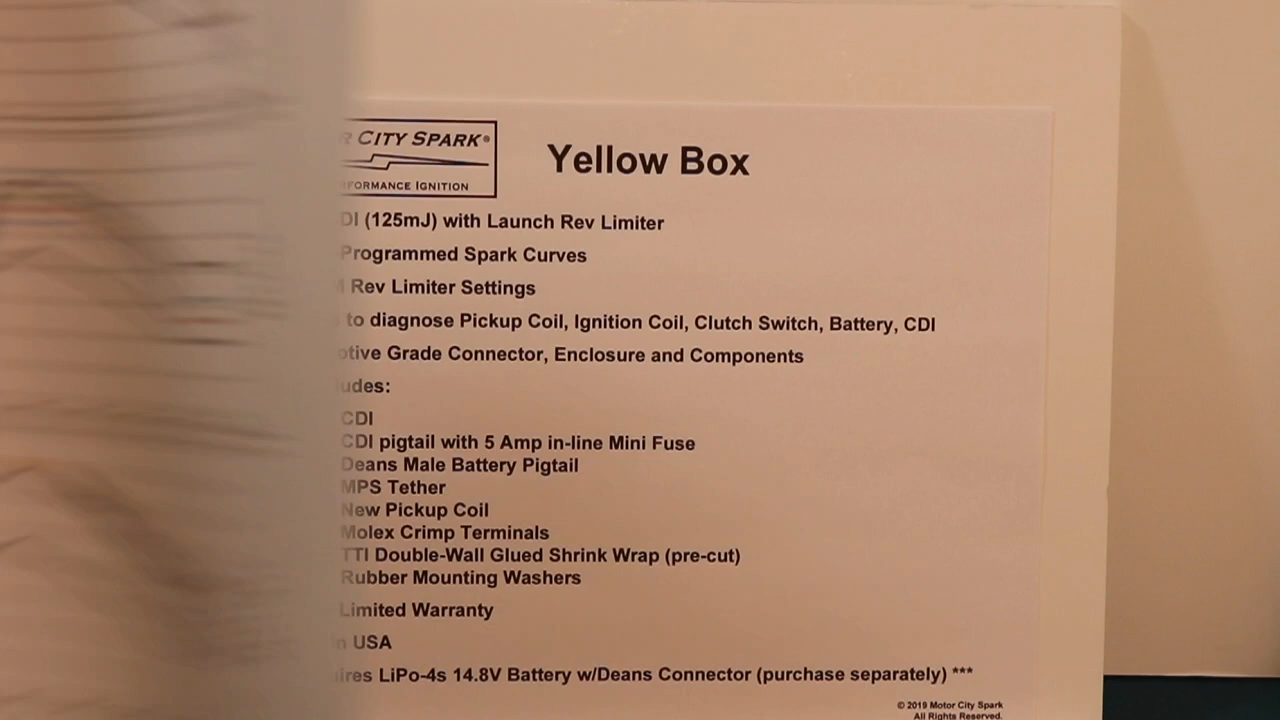 CITY SPARK®
Yellow Box
IGNITION
(125mJ) with Launch Rev Limiter
Programmed Spark Curves
Rev Limiter Settings
to diagnose Pickup Coil, Ignition Coil, Clutch Switch, Battery, CDI
Grade Connector, Enclosure and Components
CDI
CDI pigtail with 5 Amp in-line Mini Fuse
Deans Male Battery Pigtail
MPS Tether
New Pickup Coil
Molex Crimp Terminals
TTI Double-Wall Glued Shrink Wrap (pre-cut)
Rubber Mounting Washers
Limited Warranty
USA
LiPo-4s 14.8V Battery w/Deans Connector (purchase separately) ***
© 2019 Motor City Spark
All Rights Reserved.